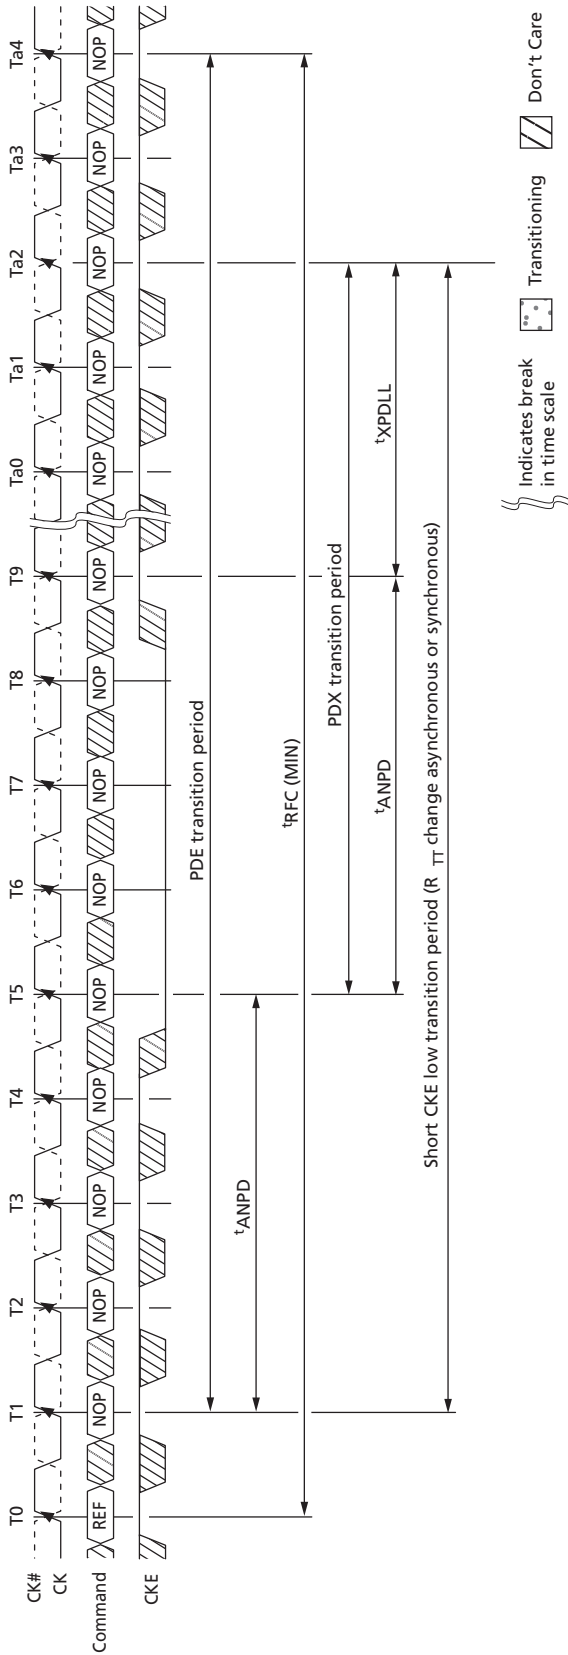 T0 T1 T2 T3 T4 T5 T6 T7 T8 T9 Ta0 Ta1 Ta2 Ta3 Ta4
CK#
CK
Command REF NOP NOP NOP NOP NOP NOP NOP NOP NOP NOP NOP NOP NOP NOP
CKE
PDE transition period
tANPD
tRFC (MIN)
PDX transition period
tANPD tXPDLL
Short CKE low transition period (R TT change asynchronous or synchronous)
Indicates break
in time scale
Transitioning
Don't Care